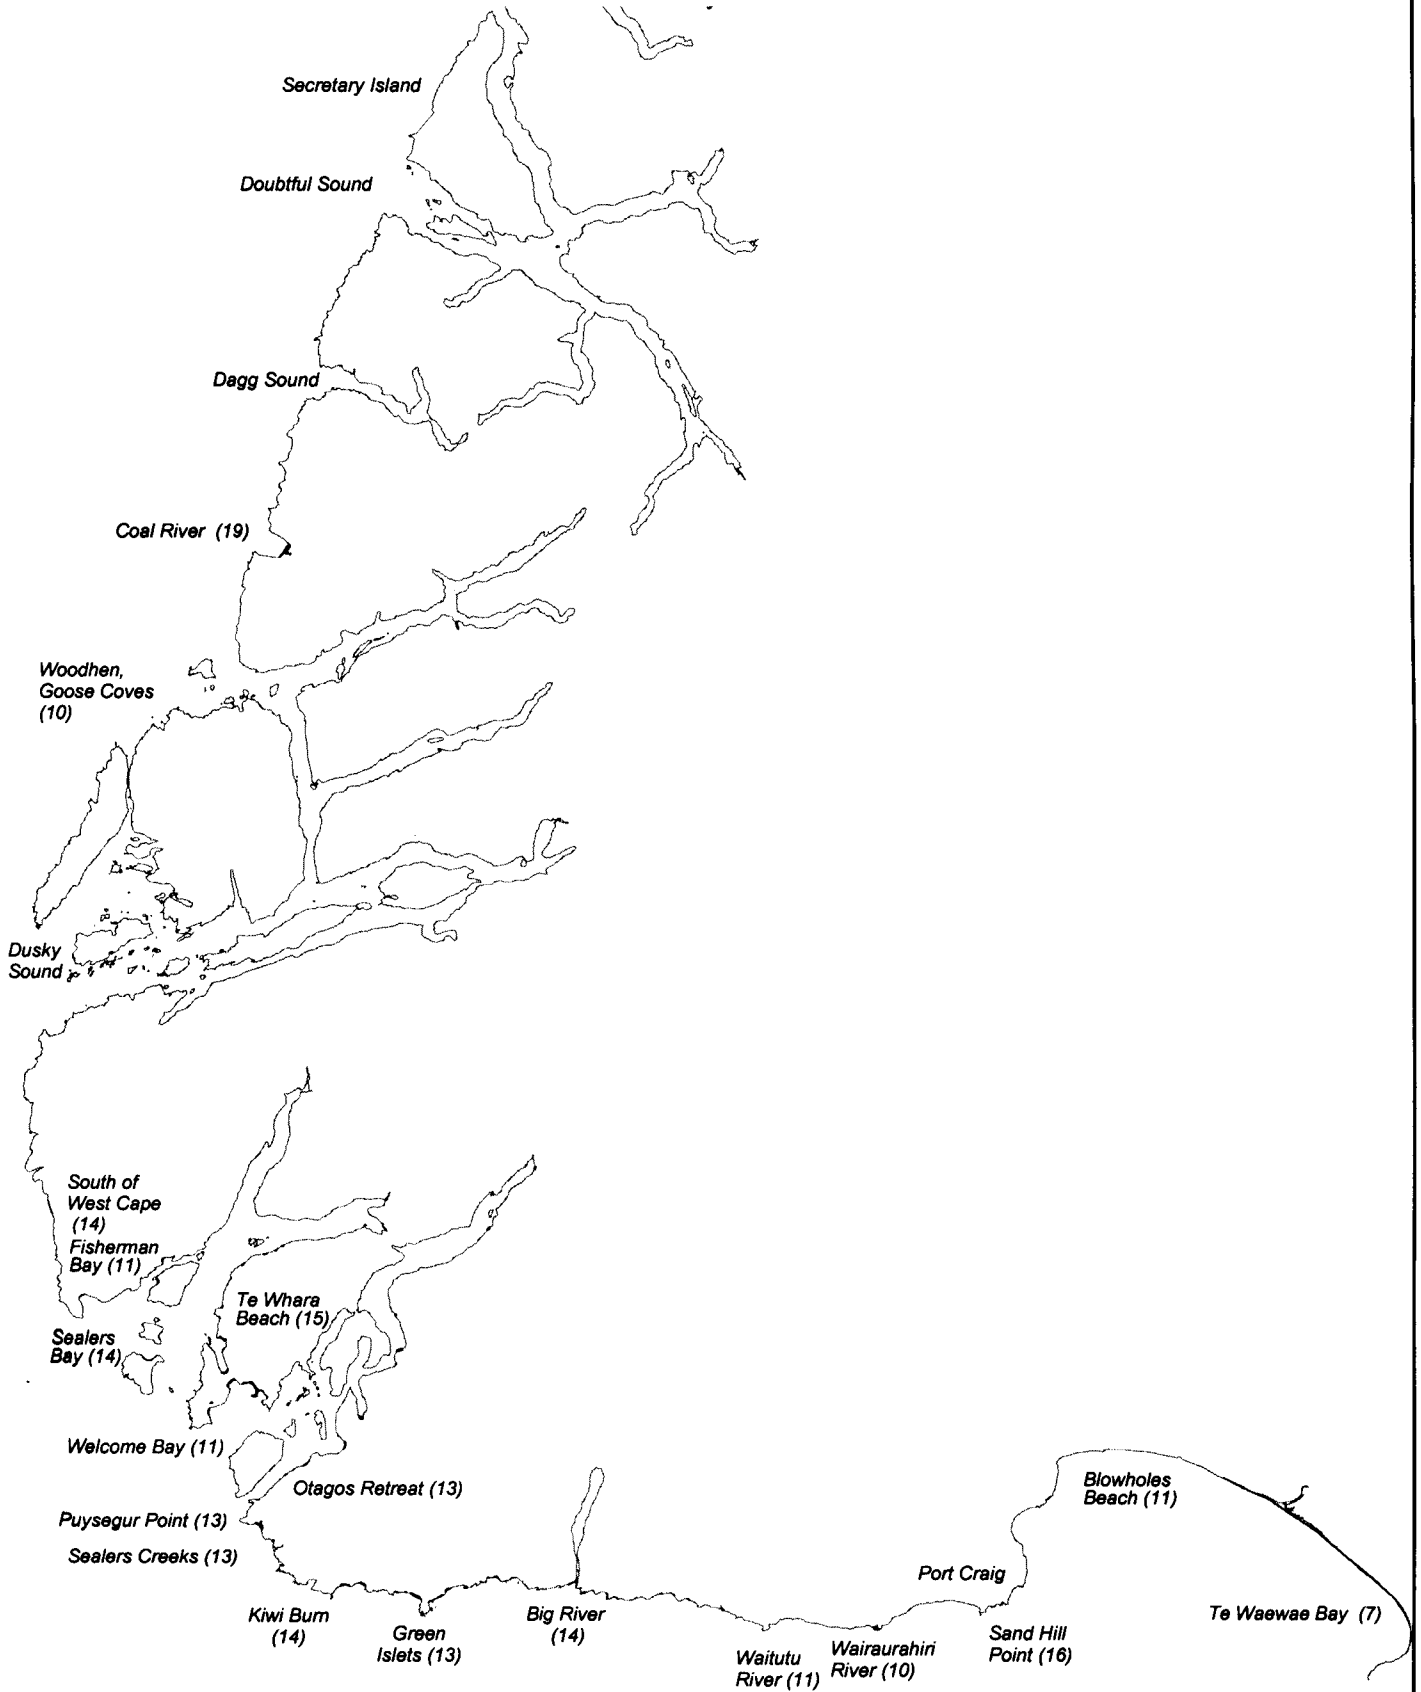 Secretary Island
Doubtful Sound
Dagg Sound
Coal River (19)
Woodhen,
Goose Coves
(10)
Dusky
Sound
South of
West Cape
(14)
Fisherman
Bay (11)
Te Whara
Beach (15)
Sealers
Bay (14)
Welcome Bay (11)
Otagos Retreat (13)
Puysegur Point (13)
Sealers Creeks (13)
Kiwi Burn
(14)
Green
Islets (13)
Big River
(14)
Waitutu
River (11)
Wairaurahiri
River (10)
Port Craig
Sand Hill
Point (16)
Blowholes
Beach (11)
Te Waewae Bay (7)